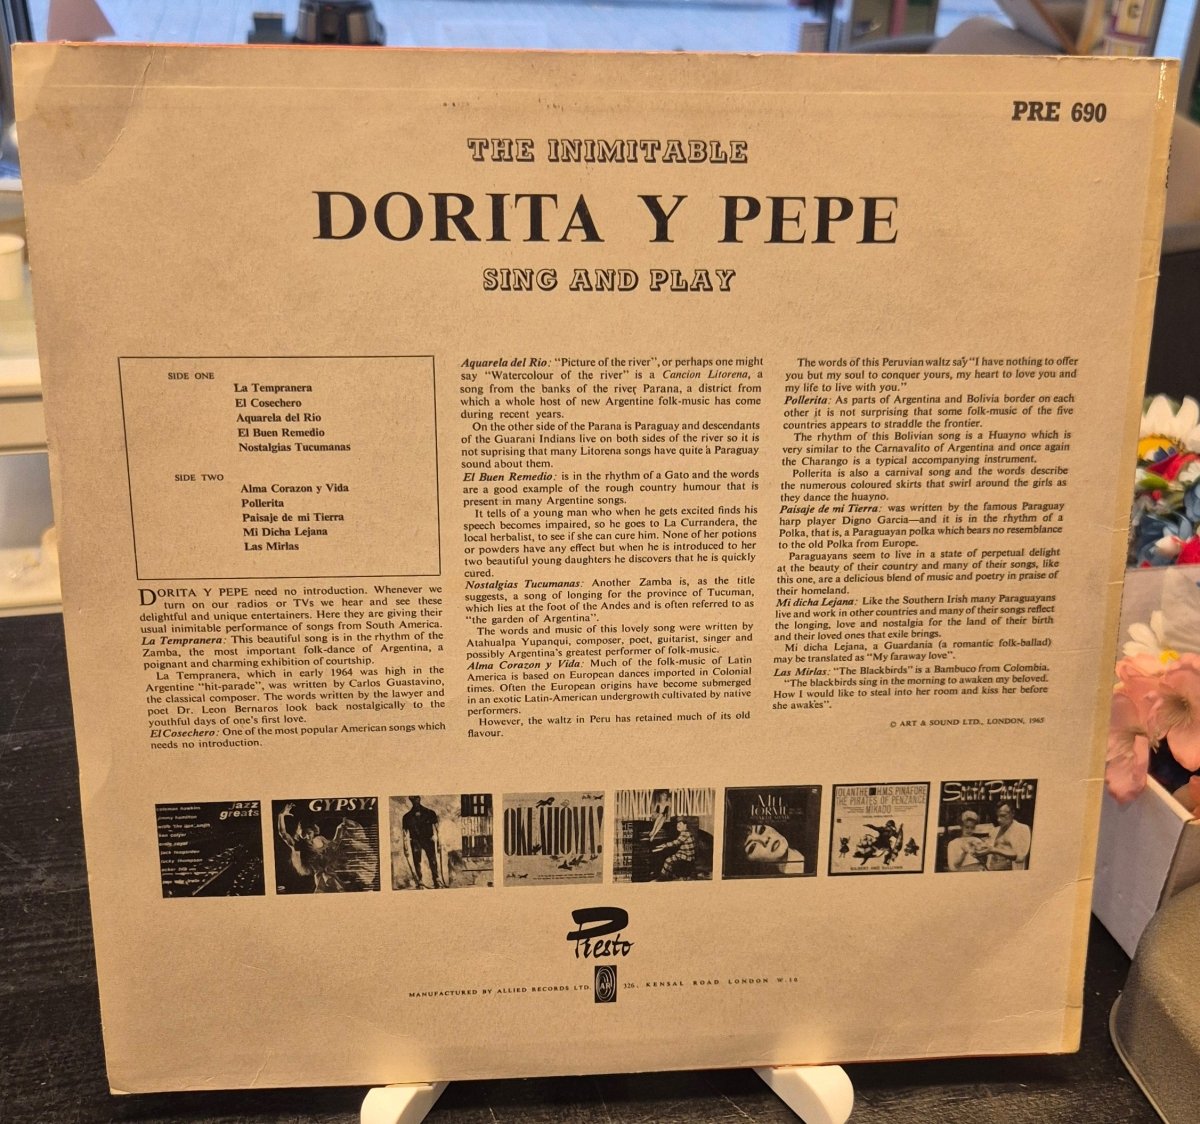 PRE 690
THE INIMITABLE
DORITA Y PEPE
SING AND PLAY
SIDE ONE
La Tempranera
El Cosechero
Aquarela del Rio
El Buen Remedio
Nostalgias Tucumanas
SIDE TWO
Alma Corazon y Vida
Pollerita
Paisaje de mi Tierra
Mi Dicha Lejana
Las Mirlas
DORITA Y PEPE need no introduction. Whenever we
turn on our radios or TVs we hear and see these
delightful and unique entertainers. Here they are giving their
usual inimitable performance of songs from South America.
La Tempranera: This beautiful song is in the rhythm of the
Zamba, the most important folk-dance of Argentina, a
poignant and charming exhibition of courtship.
La Tempranera, which in early 1964 was high in the
Argentine "hit-parade", was written by Carlos Guastavino,
the classical composer. The words written by the lawyer and
poet Dr. Leon Bernaros look back nostalgically to the
youthful days of one's first love.
El Cosechero: One of the most popular American songs which
needs no introduction.
Aquarela del Rio: "Picture of the river", or perhaps one might
say "Watercolour of the river" is a Cancion Litorena, a
song from the banks of the river Parana, a district from
which a whole host of new Argentine folk-music has come
during recent years.
On the other side of the Parana is Paraguay and descendants
of the Guarani Indians live on both sides of the river so it is
not suprising that many Litorena songs have quite a Paraguay
sound about them.
El Buen Remedio: is in the rhythm of a Gato and the words
are a good example of the rough country humour that is
present in many Argentine songs.
It tells of a young man who when he gets excited finds his
speech becomes impaired, so he goes to La Currandera, the
local herbalist, to see if she can cure him. None of her potions
or powders have any effect but when he is introduced to her
two beautiful young daughters he discovers that he is quickly
cured.
Nostalgias Tucumanas: Another Zamba is, as the title
suggests, a song of longing for the province of Tucuman,
which lies at the foot of the Andes and is often referred to as
"the garden of Argentina".
The words and music of this lovely song were written by
Atahualpa Yupanqui, composer, poet, guitarist, singer and
possibly Argentina's greatest performer of folk-music.
Alma Corazon y Vida: Much of the folk-music of Latin
America is based on European dances imported in Colonial
times. Often the European origins have become submerged
in an exotic Latin-American undergrowth cultivated by native
performers.
However, the waltz in Peru has retained much of its old
flavour.
The words of this Peruvian waltz say "I have nothing to offer
you but my soul to conquer yours, my heart to love you and
my life to live with you."
Pollerita: As parts of Argentina and Bolivia border on each
other it is not surprising that some folk-music of the five
countries appears to straddle the frontier.
The rhythm of this Bolivian song is a Huayno which is
very similar to the Carnavalito of Argentina and once again
the Charango is a typical accompanying instrument.
Pollerita is also a carnival song and the words describe
the numerous coloured skirts that swirl around the girls as
they dance the huayno.
Paisaje de mi Tierra: was written by the famous Paraguay
harp player Digno Garcia—and it is in the rhythm of a
Polka, that is, a Paraguayan polka which bears no resemblance
to the old Polka from Europe.
Paraguayans seem to live in a state of perpetual delight
at the beauty of their country and many of their songs, like
this one, are a delicious blend of music and poetry in praise of
their homeland.
Mi dicha Lejana: Like the Southern Irish many Paraguayans
live and work in other countries and many of their songs reflect
the longing, love and nostalgia for the land of their birth
and their loved ones that exile brings.
Mi dicha Lejana, a Guardania (a romantic folk-ballad)
may be translated as "My faraway love".
Las Mirlas: "The Blackbirds" is a Bambuco from Colombia.
"The blackbirds sing in the morning to awaken my beloved.
How I would like to steal into her room and kiss her before
she awakes".
© ART & SOUND LTD., LONDON, 1965
coleman hawkins
jazz greats
jimmy hamilton
GYPSY!
OKLAHOMA!
HONKY TONKIN
IOLANTHE H.M.S. PINAFORE
THE PIRATES OF PENZANCE
MIKADO
GILBERT AND SULLIVAN
South Pacific
Presto
MANUFACTURED BY ALLIED RECORDS LTD. AR 326, KENSAL ROAD LONDON W.10